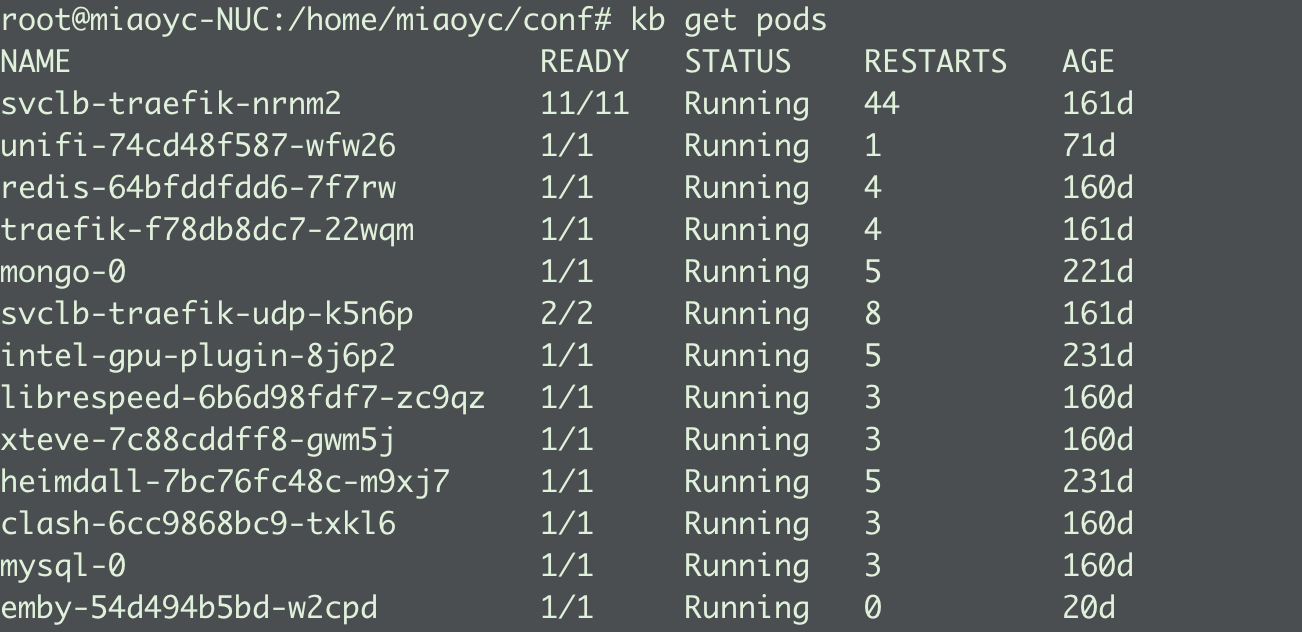 root@miaoyc-NUC:/home/miaoyc/conf# kb get pods
NAME READY STATUS RESTARTS AGE
svclb-traefik-nrnm2 11/11 Running 44 161d
unifi-74cd48f587-wfw26 1/1 Running 1 71d
redis-64bfddfdd6-7f7rw 1/1 Running 4 160d
traefik-f78db8dc7-22wqm 1/1 Running 4 161d
mongo-0 1/1 Running 5 221d
svclb-traefik-udp-k5n6p 2/2 Running 8 161d
intel-gpu-plugin-8j6p2 1/1 Running 5 231d
librespeed-6b6d98fdf7-zc9qz 1/1 Running 3 160d
xteve-7c88cddff8-gwm5j 1/1 Running 3 160d
heimdall-7bc76fc48c-m9xj7 1/1 Running 5 231d
clash-6cc9868bc9-txkl6 1/1 Running 3 160d
mysql-0 1/1 Running 3 160d
emby-54d494b5bd-w2cpd 1/1 Running 0 20d